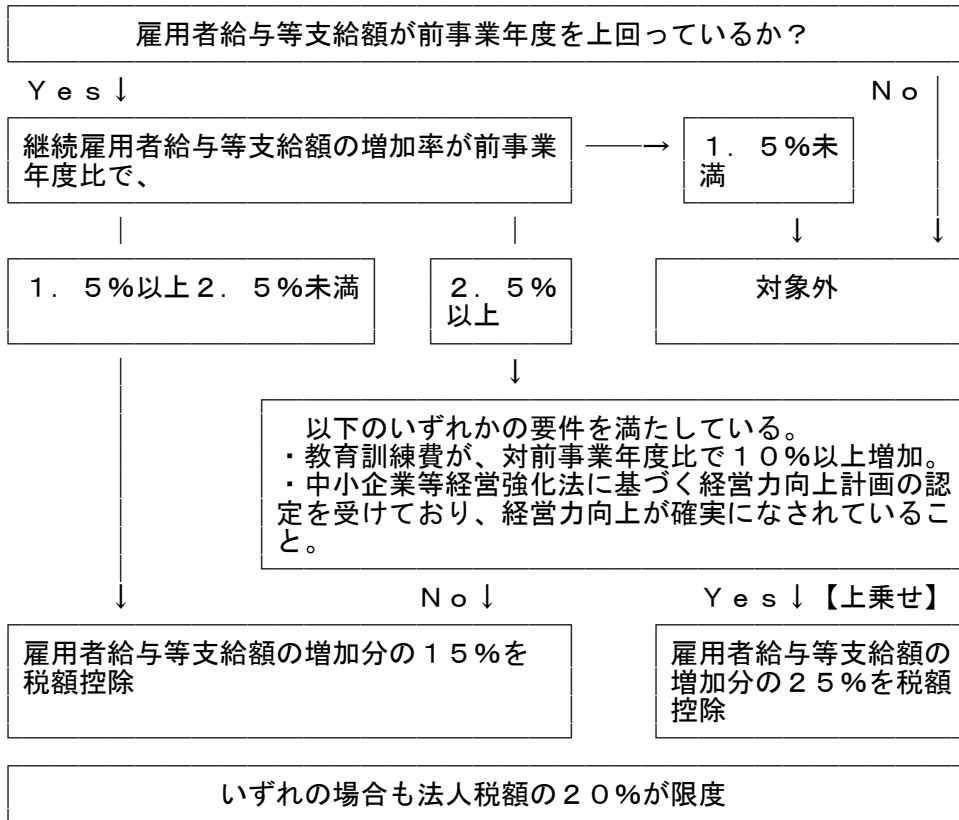 雇用者給与等支給額が前事業年度を上回っているか?
Yes↓
No
継続雇用者給与等支給額の増加率が前事業
年度比で、
→
1.5%未
満
↓
↓
1.5%以上2.5%未満
2.5%
以上
対象外
↓
以下のいずれかの要件を満たしている。
・教育訓練費が、対前事業年度比で10%以上増加。
・中小企業等経営強化法に基づく経営力向上計画の認
定を受けており、経営力向上が確実になされているこ
と。
↓
No↓
Yes↓【上乗せ】
雇用者給与等支給額の増加分の15%を
税額控除
雇用者給与等支給額の
増加分の25%を税額
控除
いずれの場合も法人税額の20%が限度